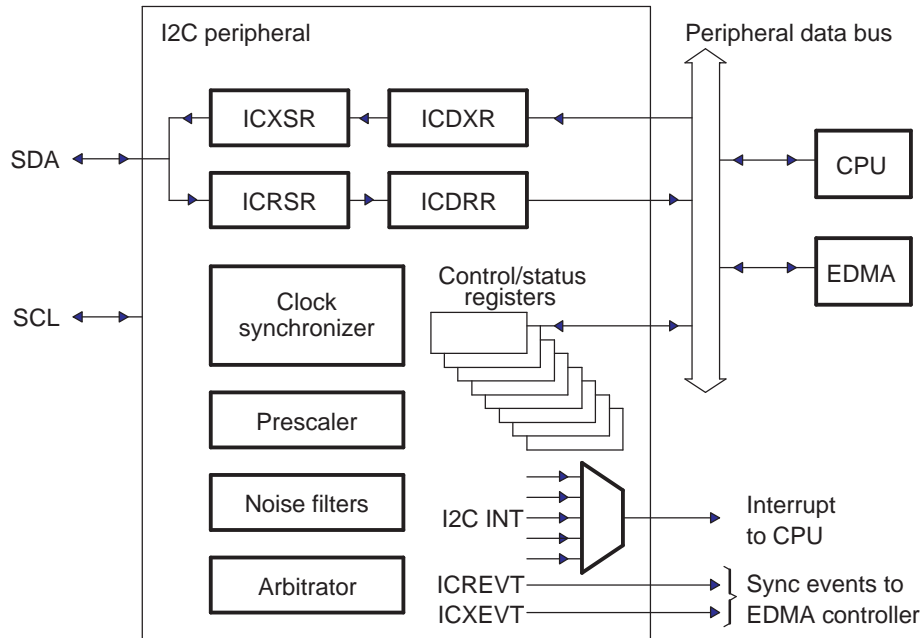 I2C peripheral
Peripheral data bus
ICXSR
ICDXR
SDA
CPU
ICRSR
ICDRR
EDMA
Control/status
registers
Clock
synchronizer
SCL
Prescaler
Noise filters
I2C INT
Interrupt
to CPU
Arbitrator
ICREVT
ICXEVT
Sync events to
EDMA controller